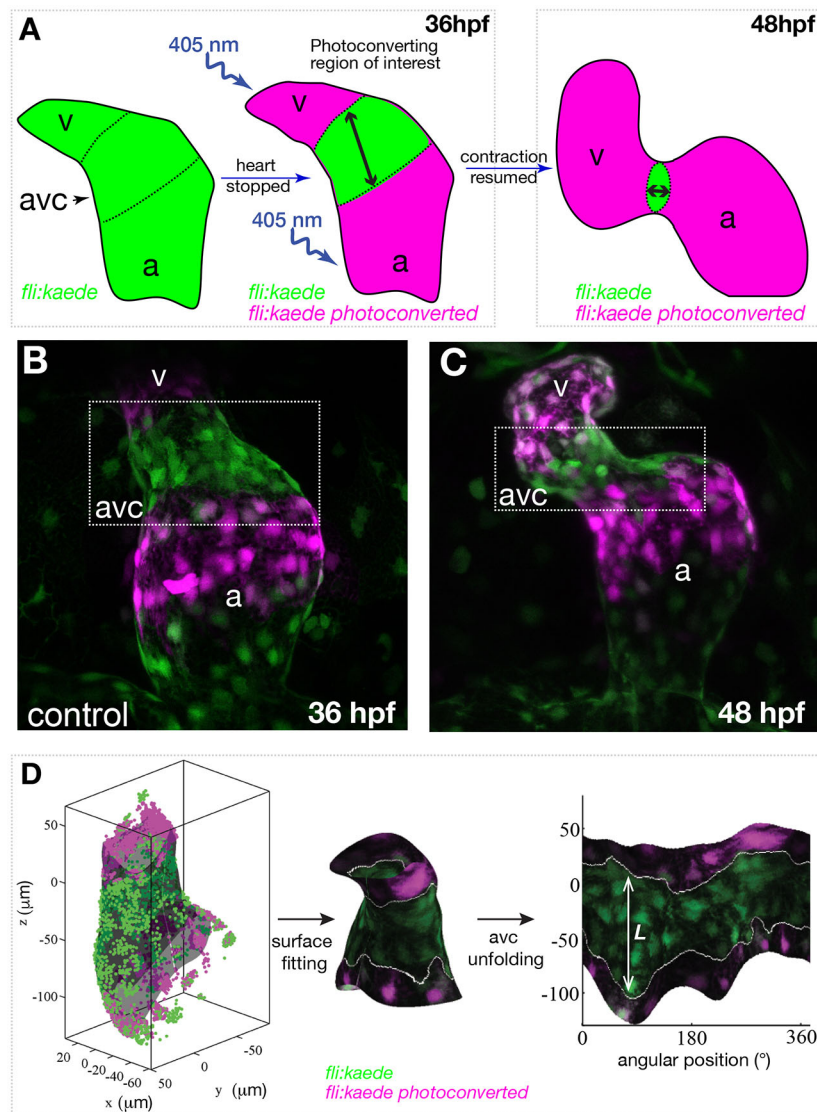 A
36hpf
48hpf
405 nm
Photoconverting
region of interest
v
v
v
avc
heart
stopped
contraction
resumed
405 nm
a
a
a
fli:kaede
fli:kaede
fli:kaede photoconverted
fli:kaede
fli:kaede photoconverted
B
v
avc
a
control
36 hpf
C
v
avc
a
48 hpf
D
50
0
-50
-100
z (μm)
20
0
-20
-40
-60
x (μm)
50
0
-50
y (μm)
surface
fitting
avc
unfolding
50
0
-50
-100
L
0
180
360
angular position (°)
fli:kaede
fli:kaede photoconverted